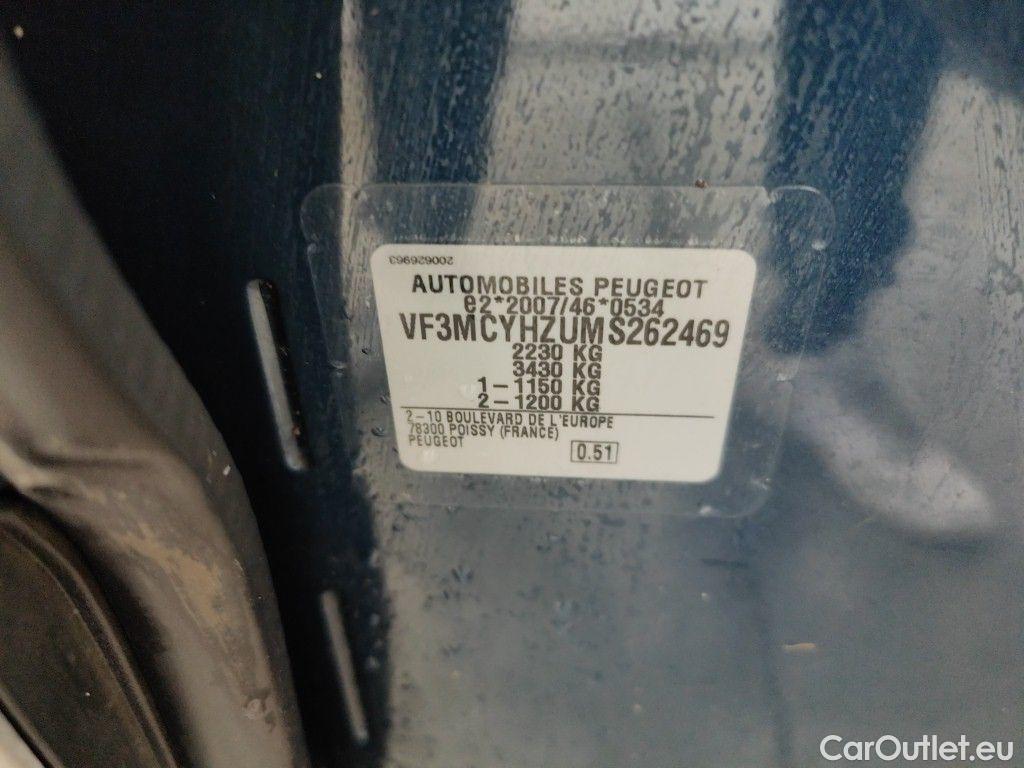 200626963
AUTOMOBILES PEUGEOT
e2*2007/46*0534
VF3MCYHZUMS262469
2230 KG
3430 KG
1-1150 KG
2-1200 KG
2-10 BOULEVARD DE L'EUROPE
78300 POISSY (FRANCE)
PEUGEOT
0.51
CarOutlet.eu